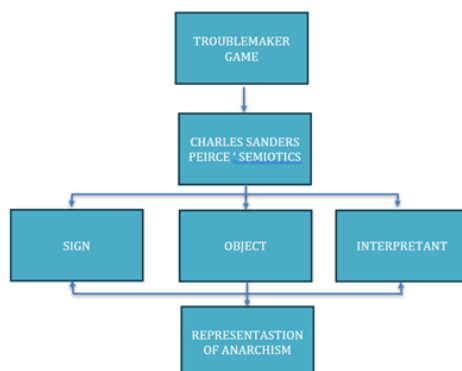 TROUBLEMAKER
GAME
CHARLES SANDERS
PEIRCE ' SEMIOTICS
SIGN
OBJECT
INTERPRETANT
REPRESENTASTION
OF ANARCHISM